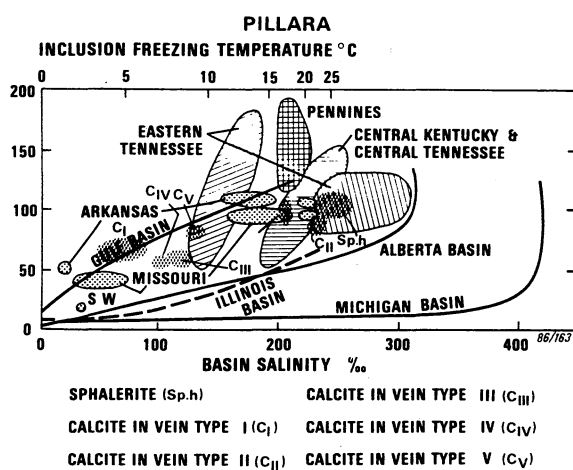 PILLARA
INCLUSION FREEZING TEMPERATURE °C
0 5 10 15 20 25
200
PENNINES
EASTERN
TENNESSEE
CENTRAL KENTUCKY &
CENTRAL TENNESSEE
150
CIV CV
100
ARKANSAS
CI
GULF BASIN
CII Sp.h
ALBERTA BASIN
CIII
50
MISSOURI
ILLINOIS
BASIN
S W
MICHIGAN BASIN
0
86/163
0 100 200 300 400
BASIN SALINITY ‰
SPHALERITE (Sp.h) CALCITE IN VEIN TYPE III (CIII)
CALCITE IN VEIN TYPE I (CI) CALCITE IN VEIN TYPE IV (CIV)
CALCITE IN VEIN TYPE II (CII) CALCITE IN VEIN TYPE V (CV)